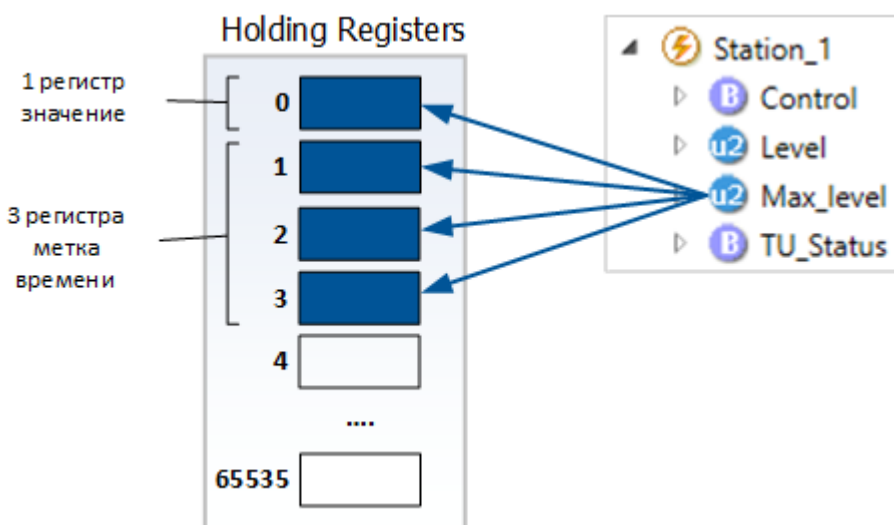 Holding Registers
1 регистр
значение
0
1
2
3
4
....
65535
3 регистра
метка
времени
Station_1
B Control
u2 Level
u2 Max_level
B TU_Status